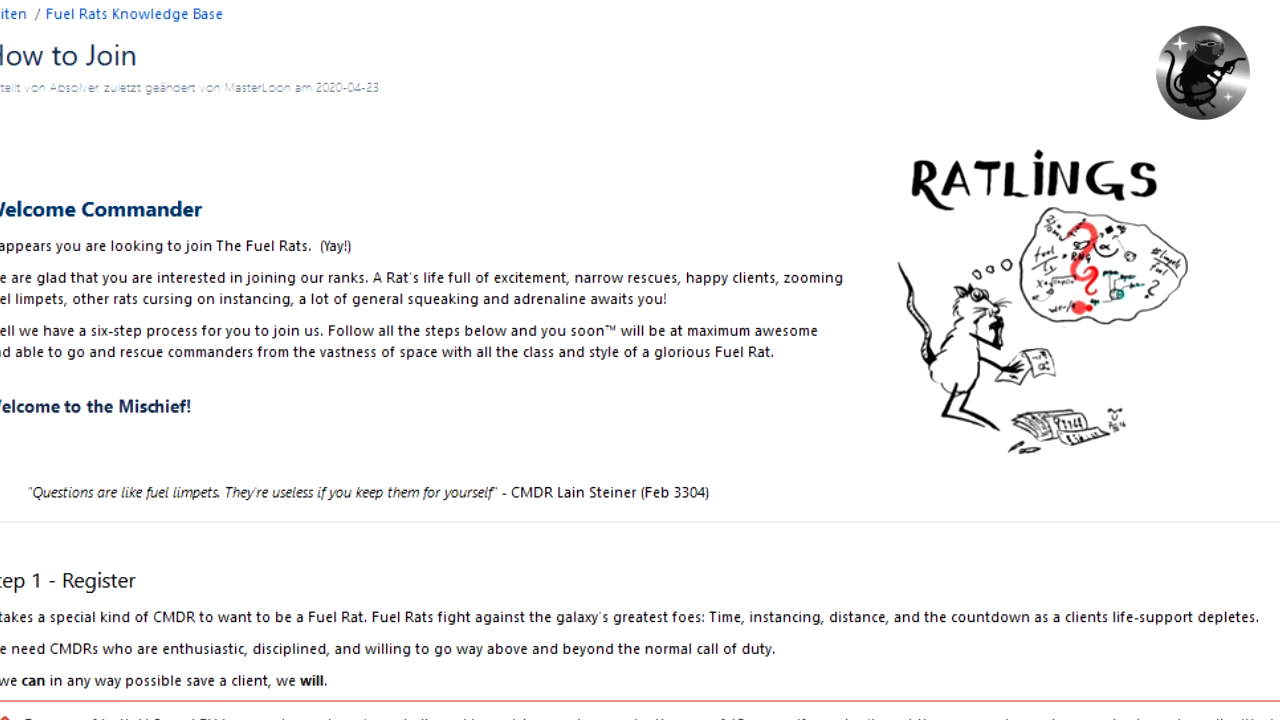 iten / Fuel Rats Knowledge Base
How to Join
tellt von Absolver, zuletzt geändert von MasterLoon am 2020-04-23
RATLINGS
Welcome Commander
appears you are looking to join The Fuel Rats. (Yay!)
e are glad that you are interested in joining our ranks. A Rat's life full of excitement, narrow rescues, happy clients, zooming
el limpets, other rats cursing on instancing, a lot of general squeaking and adrenaline awaits you!
ell we have a six-step process for you to join us. Follow all the steps below and you soon™ will be at maximum awesome
d able to go and rescue commanders from the vastness of space with all the class and style of a glorious Fuel Rat.
Welcome to the Mischief!
"Questions are like fuel limpets. They're useless if you keep them for yourself" - CMDR Lain Steiner (Feb 3304)
tep 1 - Register
takes a special kind of CMDR to want to be a Fuel Rat. Fuel Rats fight against the galaxy's greatest foes: Time, instancing, distance, and the countdown as a clients life-support depletes.
e need CMDRs who are enthusiastic, disciplined, and willing to go way above and beyond the normal call of duty.
we can in any way possible save a client, we will.